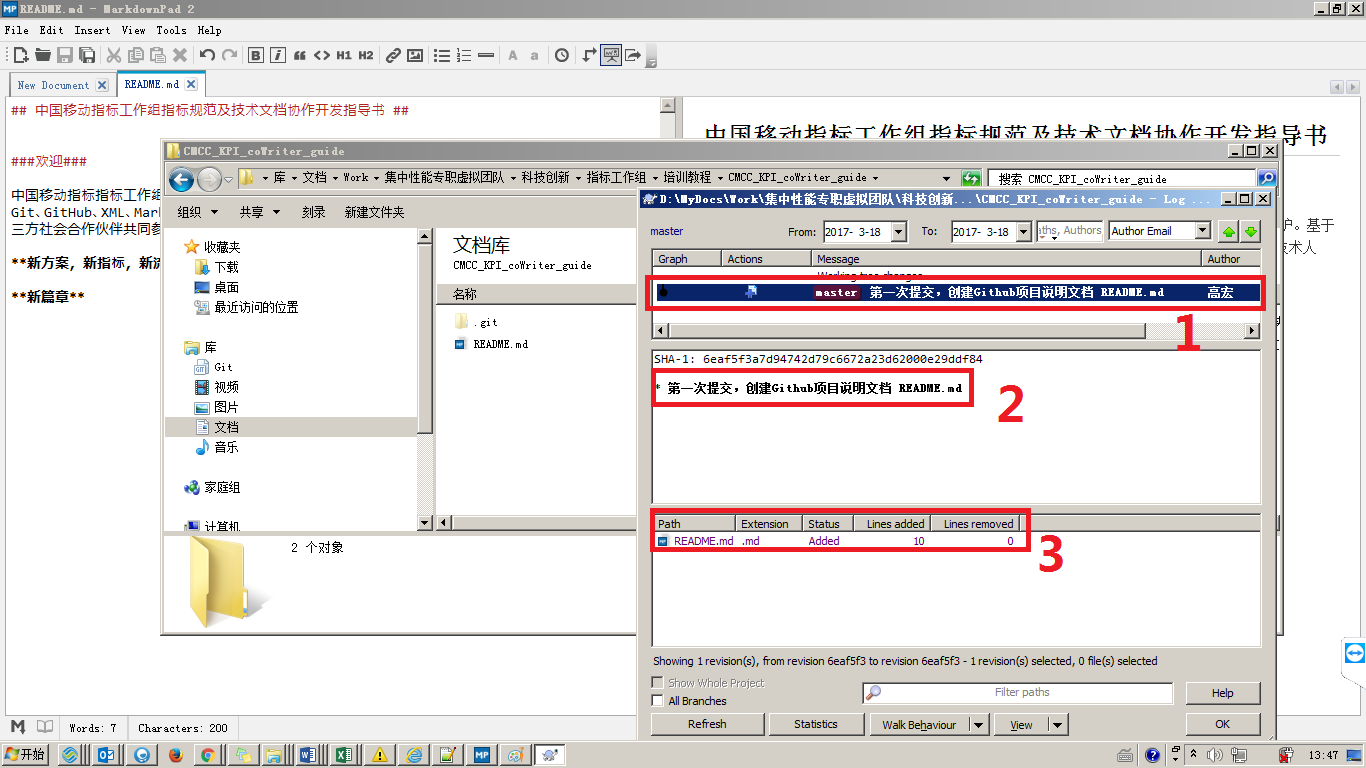 README.md - MarkdownPad 2
File Edit Insert View Tools Help
B i “ <> H1 H2 A a
New Document README.md
## 中国移动指标工作组指标规范及技术文档协作开发指导书 ##
###欢迎###
中国移动指标指标工作组
Git、GitHub、XML、Mar
三方社会合作伙伴共同参
**新方案，新指标，新流
**新篇章**
中国移动指标工作组指标规范及技术文档协作开发指导书
户。基于
技术人
CMCC_KPI_coWriter_guide
库 文档 Work 集中性能专职虚拟团队 科技创新 指标工作组 培训教程 CMCC_KPI_coWriter_guide
搜索 CMCC_KPI_coWriter_guide
组织 共享 刻录 新建文件夹
收藏夹
下载
桌面
最近访问的位置
库
Git
视频
图片
文档
音乐
家庭组
计算机
文档库
CMCC_KPI_coWriter_guide
名称
.git
README.md
2 个对象
D:\MyDocs\Work\集中性能专职虚拟团队\科技创新...\CMCC_KPI_coWriter_guide - Log ...
master From: 2017- 3-18 To: 2017- 3-18 aths, Authors Author Email
Graph Actions Message Author
Working tree changes
master 第一次提交，创建Github项目说明文档 README.md 高宏
1
SHA-1: 6eaf5f3a7d94742d79c6672a23d62000e29ddf84
* 第一次提交，创建Github项目说明文档 README.md
2
Path Extension Status Lines added Lines removed
README.md .md Added 10 0
3
Showing 1 revision(s), from revision 6eaf5f3 to revision 6eaf5f3 - 1 revision(s) selected, 0 file(s) selected
Show Whole Project
All Branches
Filter paths
Help
Refresh Statistics Walk Behaviour View OK
Words: 7 Characters: 200
开始
13:47